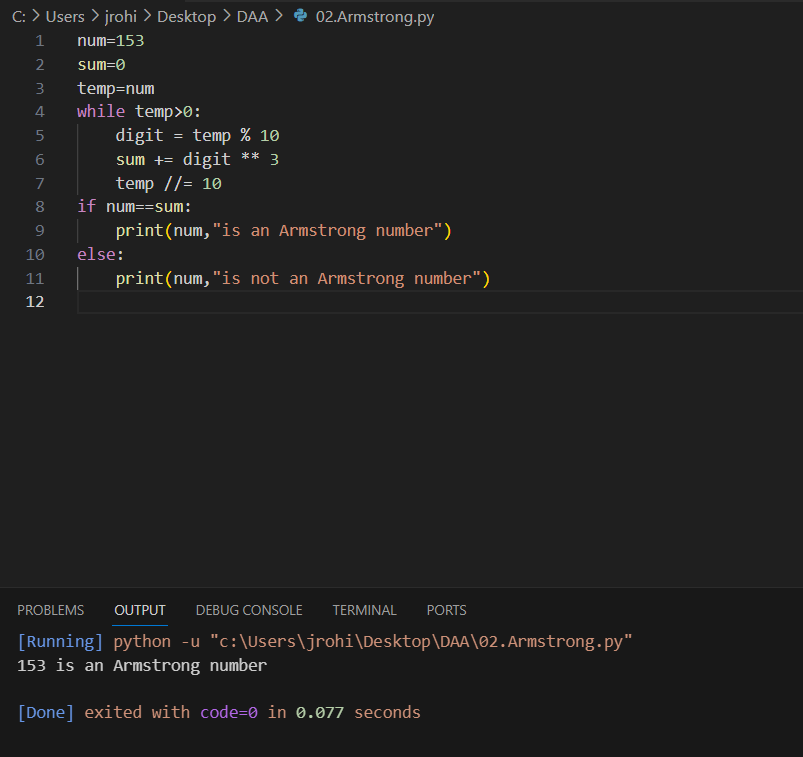 C: > Users > jrohi > Desktop > DAA > 02.Armstrong.py
1 num=153
2 sum=0
3 temp=num
4 while temp>0:
5     digit = temp % 10
6     sum += digit ** 3
7     temp //= 10
8 if num==sum:
9     print(num,"is an Armstrong number")
10 else:
11     print(num,"is not an Armstrong number")
12
PROBLEMS OUTPUT DEBUG CONSOLE TERMINAL PORTS
[Running] python -u "c:\Users\jrohi\Desktop\DAA\02.Armstrong.py"
153 is an Armstrong number
[Done] exited with code=0 in 0.077 seconds